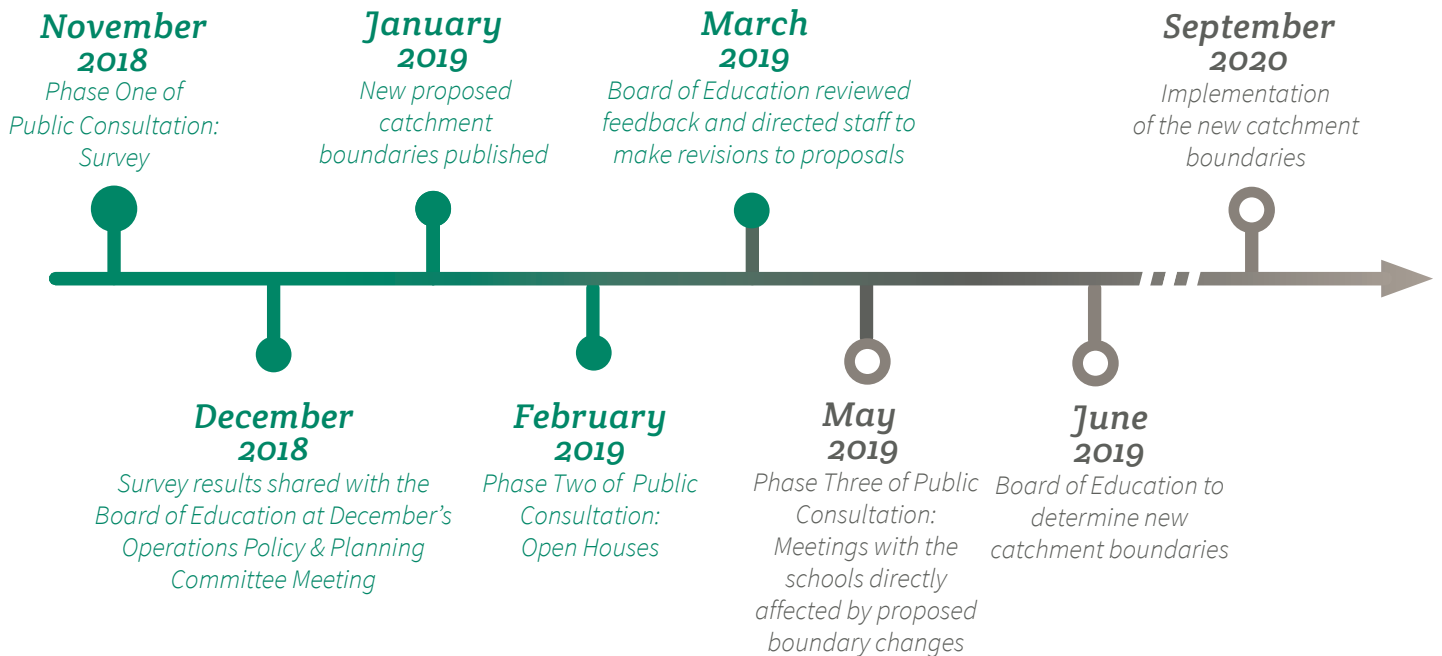 November
2018
Phase One of
Public Consultation:
Survey
January
2019
New proposed
catchment
boundaries published
March
2019
Board of Education reviewed
feedback and directed staff to
make revisions to proposals
September
2020
Implementation
of the new catchment
boundaries
December
2018
Survey results shared with the
Board of Education at December’s
Operations Policy & Planning
Committee Meeting
February
2019
Phase Two of Public
Consultation:
Open Houses
May
2019
Phase Three of Public
Consultation:
Meetings with the
schools directly
affected by proposed
boundary changes
June
2019
Board of Education to
determine new
catchment boundaries